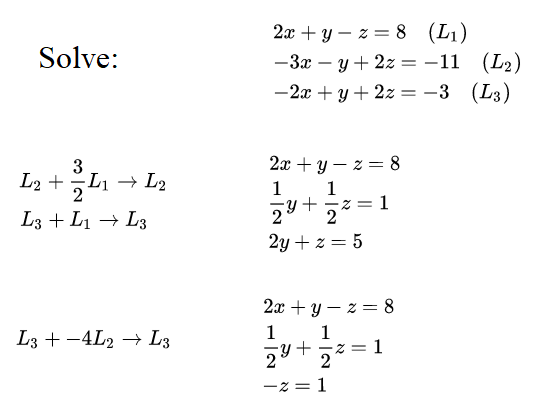 Solve:
2x + y − z = 8 (L₁)
−3x − y + 2z = −11 (L₂)
−2x + y + 2z = −3 (L₃)
L₂ + 3/2 L₁ → L₂
L₃ + L₁ → L₃
2x + y − z = 8
1/2 y + 1/2 z = 1
2y + z = 5
L₃ + −4L₂ → L₃
2x + y − z = 8
1/2 y + 1/2 z = 1
−z = 1